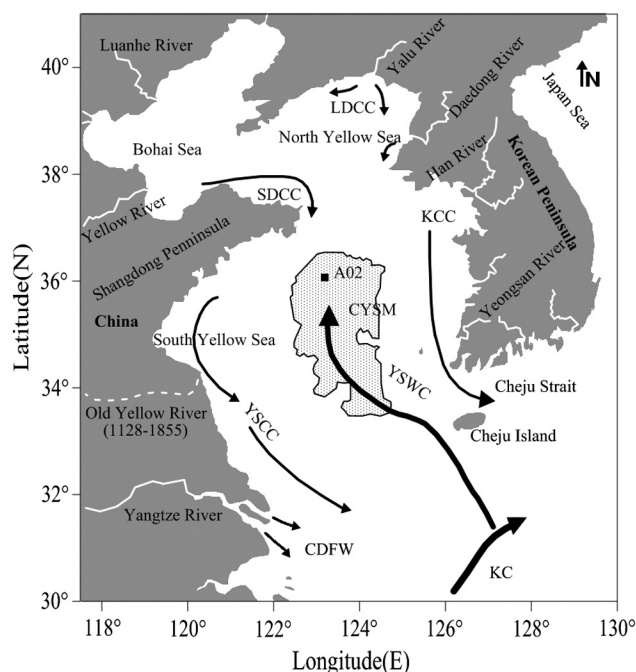 Luanhe River
Yalu River
Daedong River
Japan Sea
N
LDCC
North Yellow Sea
Bohai Sea
Han River
Korean Peninsula
SDCC
Yellow River
KCC
Shangdong Penninsula
A02
Yeongsan River
China
CYSM
South Yellow Sea
YSWC
Cheju Strait
Old Yellow River
(1128-1855)
YSCC
Cheju Island
Yangtze River
CDFW
KC
40°
38°
36°
34°
32°
30°
Latitude(N)
118°
120°
122°
124°
126°
128°
130°
Longitude(E)